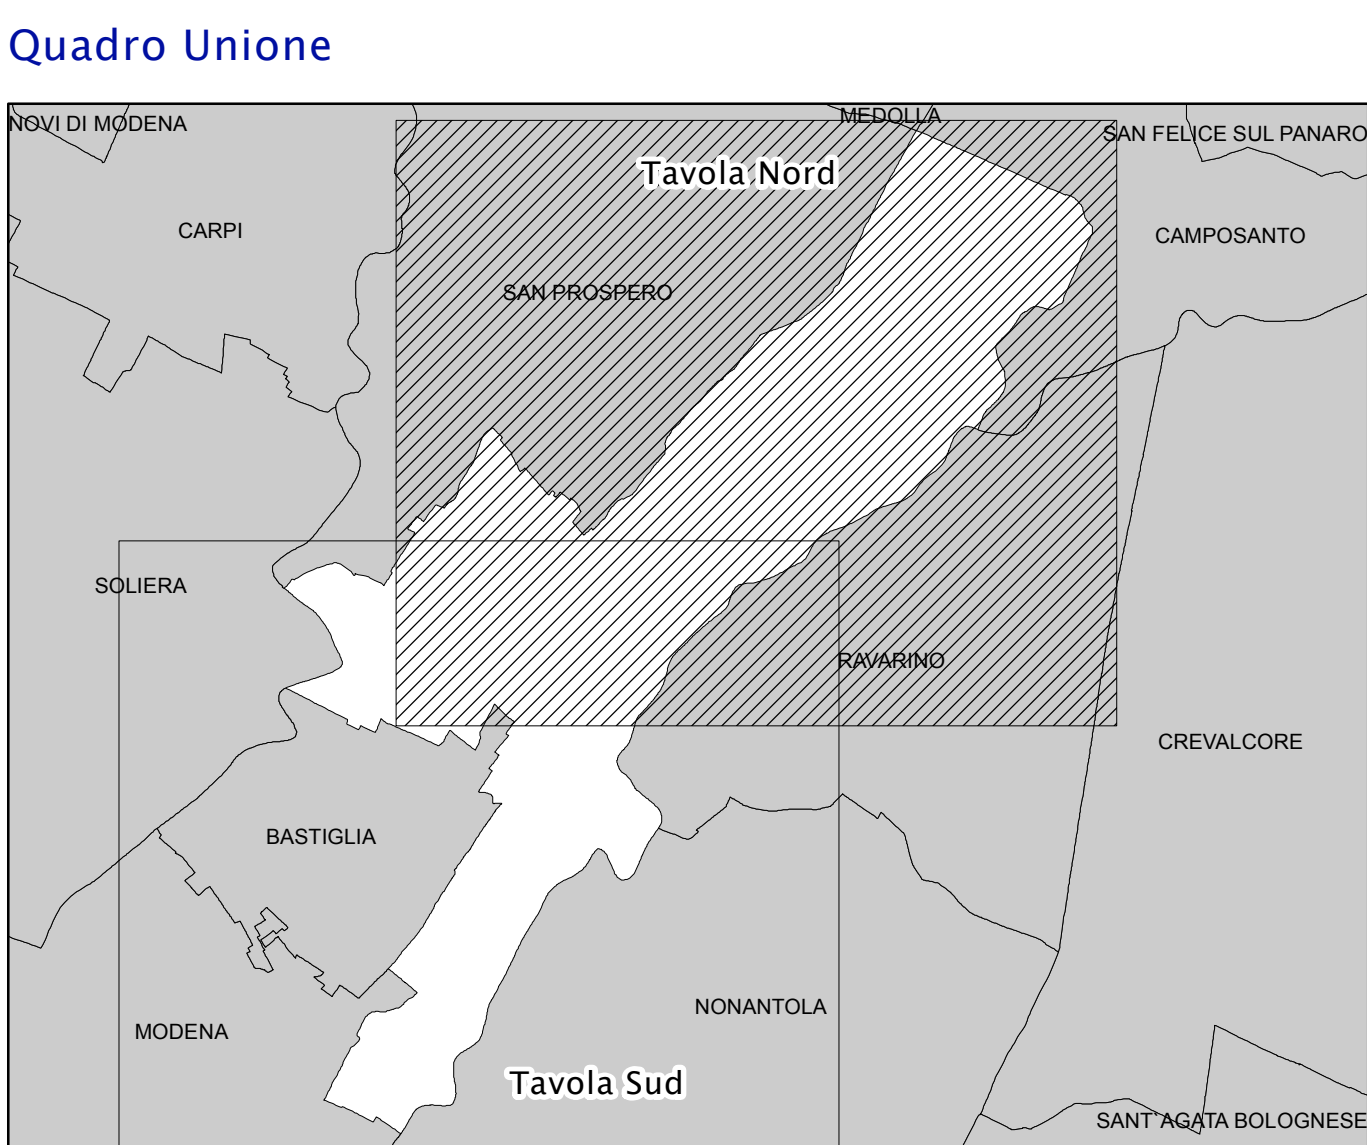 Quadro Unione
MEDOLLA
NOVI DI MODENA
SAN FELICE SUL PANARO
Tavola Nord
CARPI
CAMPOSANTO
SAN PROSPERO
SOLIERA
RAVARINO
CREVALCORE
BASTIGLIA
NONANTOLA
MODENA
Tavola Sud
SANT`AGATA BOLOGNESE